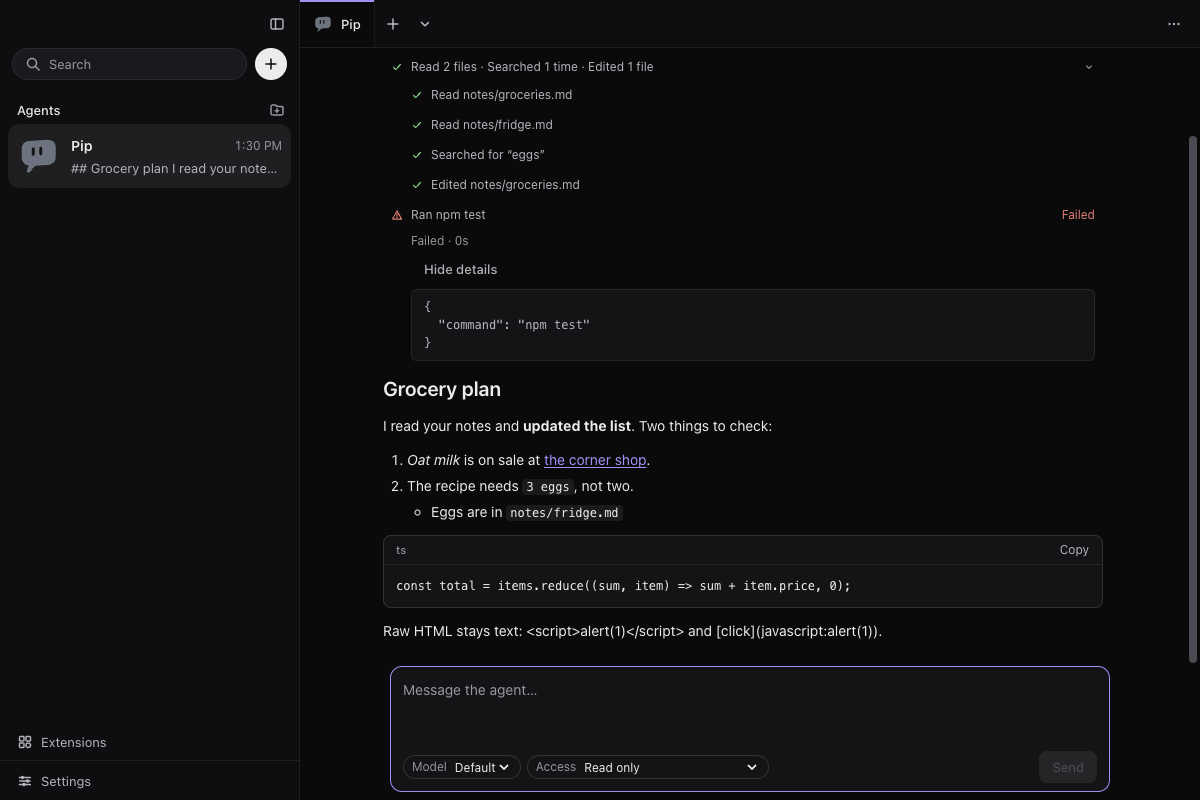 Pip
Search
Agents
Pip 1:30 PM
## Grocery plan I read your note...
Extensions
Settings
Read 2 files · Searched 1 time · Edited 1 file
Read notes/groceries.md
Read notes/fridge.md
Searched for “eggs”
Edited notes/groceries.md
Ran npm test Failed
Failed · 0s
Hide details
{
"command": "npm test"
}
Grocery plan
I read your notes and updated the list. Two things to check:
1. Oat milk is on sale at the corner shop.
2. The recipe needs 3 eggs, not two.
Eggs are in notes/fridge.md
ts Copy
const total = items.reduce((sum, item) => sum + item.price, 0);
Raw HTML stays text: <script>alert(1)</script> and [click](javascript:alert(1)).
Message the agent...
Model Default Access Read only Send